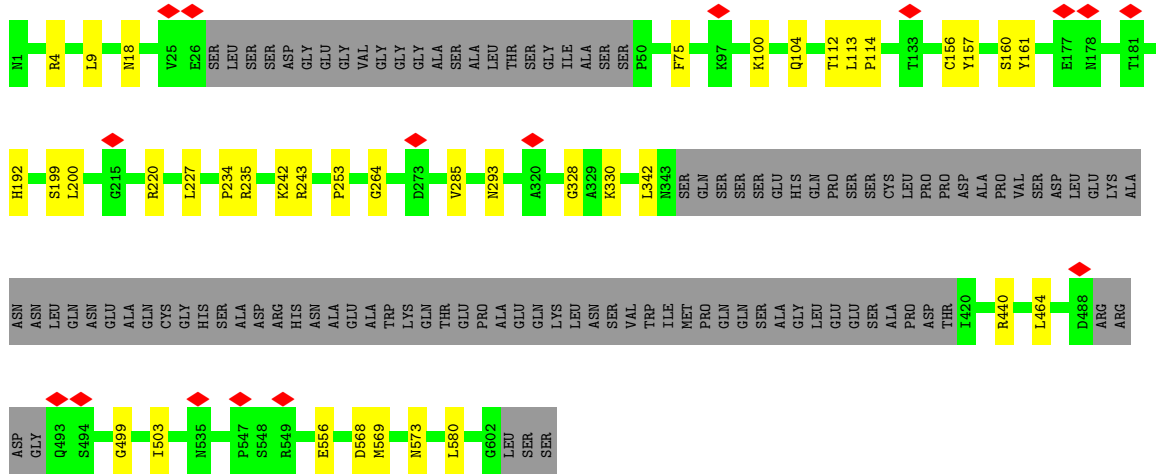 N1 R4 L9 N18 V25 E26 SER LEU SER SER ASP GLY GLU GLY VAL GLY GLY GLY ALA SER ALA LEU THR SER GLY ILE ALA SER SER P50 F75 K97 K100 Q104 T112 L113 P114 T133 C156 Y157 S160 Y161 E177 N178 T181
H192 S199 L200 G215 R220 L227 P234 R235 K242 R243 P253 G264 D273 V285 N293 A320 G328 A329 K330 L342 N343 SER GLN SER SER SER GLU HIS GLN PRO SER SER CYS LEU PRO PRO ASP ALA PRO VAL SER ASP LEU GLU LYS ALA
ASN ASN LEU GLN ASN GLU ALA GLN CYS GLY HIS SER ALA ASP ARG HIS ASN ALA GLU ALA TRP LYS GLN THR GLU PRO ALA GLU GLN LYS LEU ASN SER VAL TRP ILE MET PRO GLN GLN SER ALA GLY LEU GLU GLU SER ALA PRO ASP THR I420 R440 L464 D488 ARG ARG
ASP GLY Q493 S494 G499 I503 N535 P547 S548 R549 E556 D568 M569 N573 L580 G602 LEU SER SER